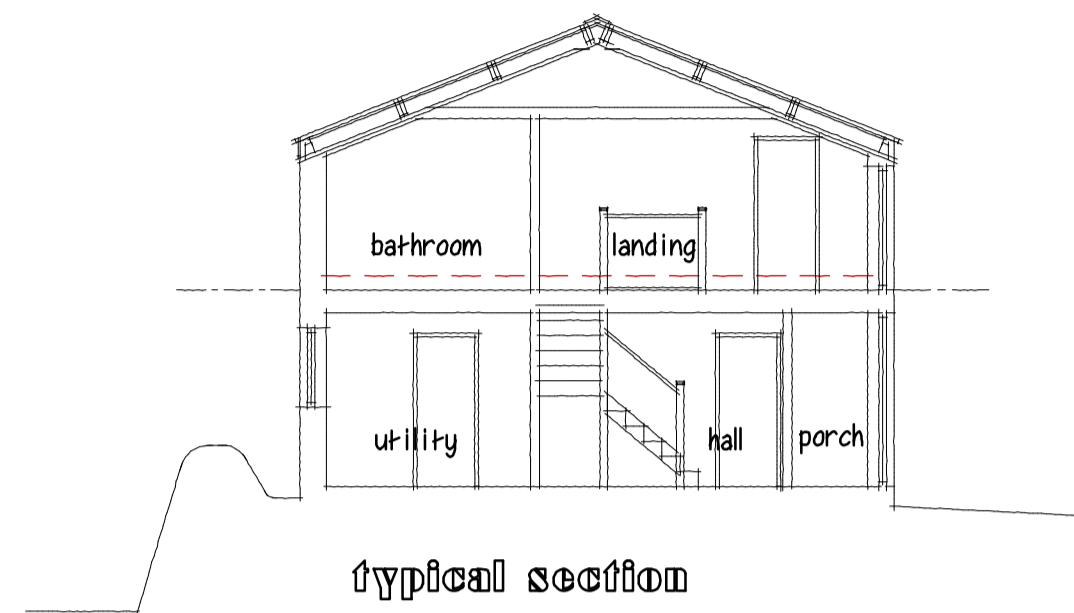 bathroom
landing
utility
hall
porch
typical section